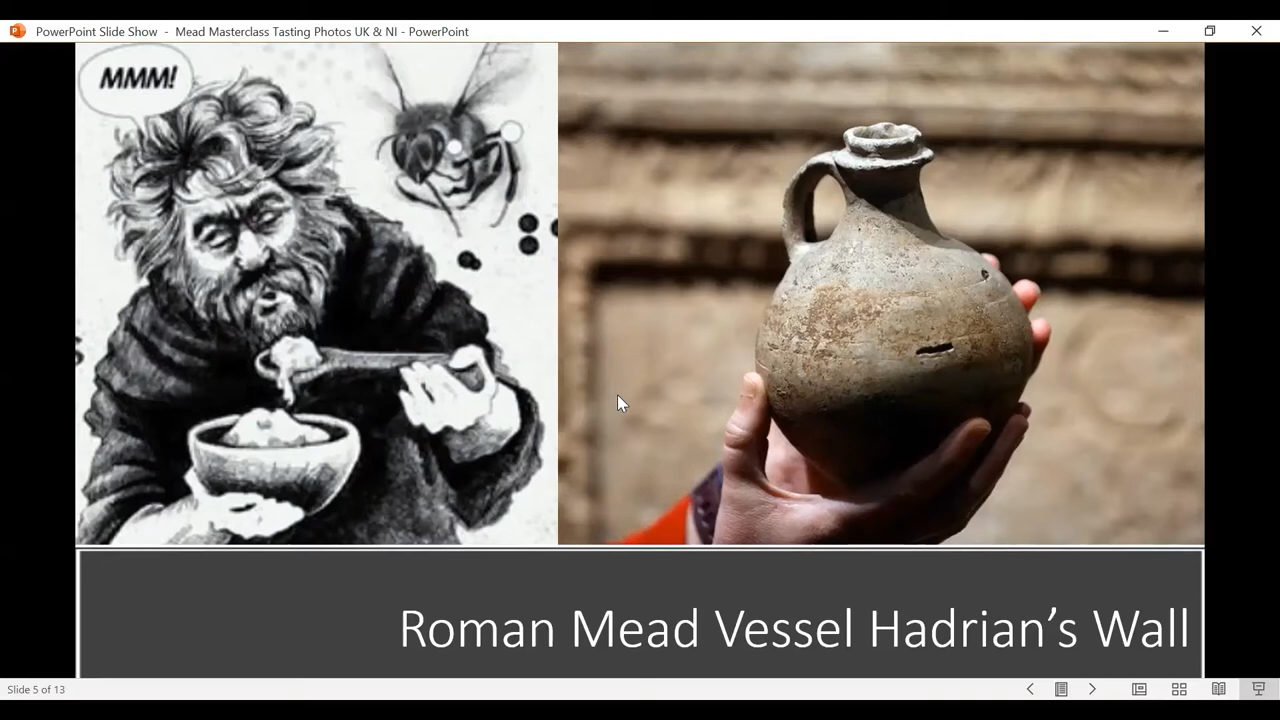 PowerPoint Slide Show - Mead Masterclass Tasting Photos UK & NI - PowerPoint
MMM!
Roman Mead Vessel Hadrian’s Wall
Slide 5 of 13